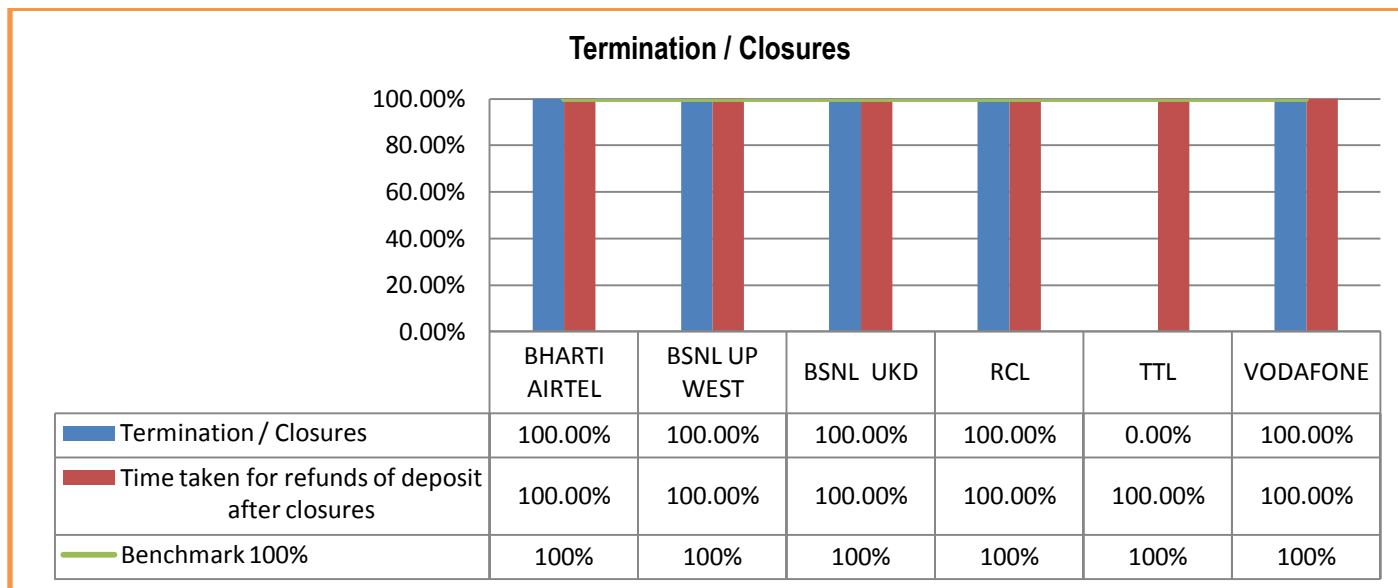 Termination / Closures
100.00%
80.00%
60.00%
40.00%
20.00%
0.00%
BHARTI AIRTEL BSNL UP WEST BSNL UKD RCL TTL VODAFONE
Termination / Closures 100.00% 100.00% 100.00% 100.00% 0.00% 100.00%
Time taken for refunds of deposit after closures 100.00% 100.00% 100.00% 100.00% 100.00% 100.00%
Benchmark 100% 100% 100% 100% 100% 100% 100%